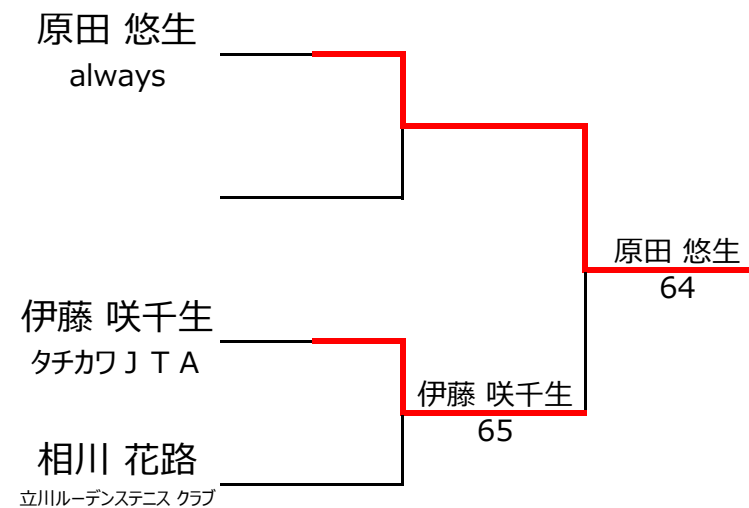 原田 悠生
always
原田 悠生
64
伊藤 咲千生
タチカワＪＴＡ
伊藤 咲千生
65
相川 花路
立川ルーデンステニス クラブ